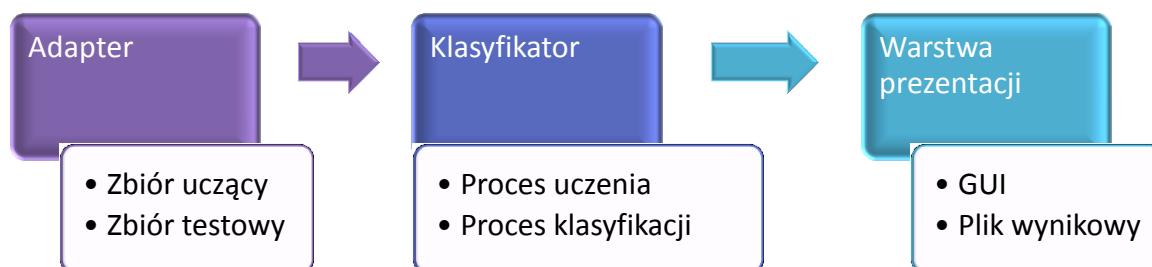 Adapter
• Zbiór uczący
• Zbiór testowy
Klasyfikator
• Proces uczenia
• Proces klasyfikacji
Warstwa
prezentacji
• GUI
• Plik wynikowy